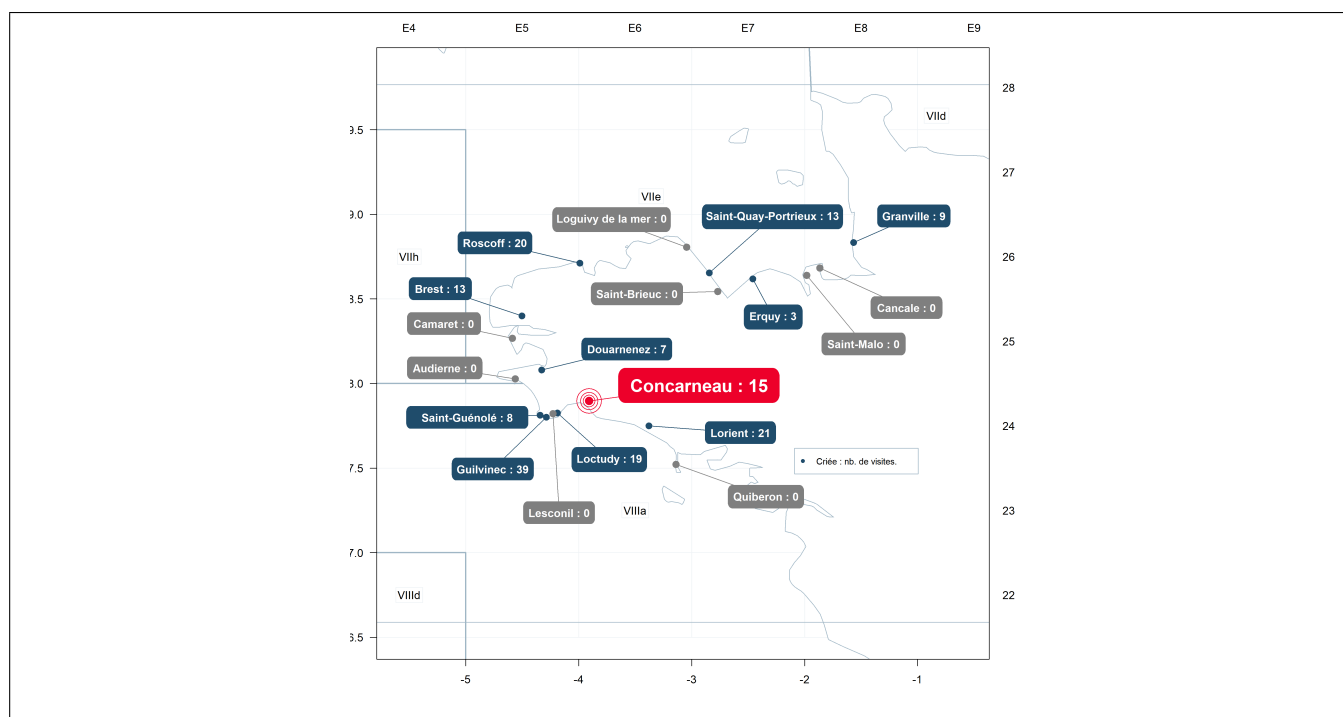 E4 E5 E6 E7 E8 E9
28
VIId
9.5
27
VIIe
9.0
Loguivy de la mer : 0
Saint-Quay-Portrieux : 13
Granville : 9
Roscoff : 20
VIIh
26
Brest : 13
Saint-Brieuc : 0
8.5
Cancale : 0
Erquy : 3
Camaret : 0
Saint-Malo : 0
25
Douarnenez : 7
Audierne : 0
8.0
Concarneau : 15
Saint-Guénolé : 8
24
Lorient : 21
Loctudy : 19
Criée : nb. de visites.
Guilvinec : 39
7.5
Quiberon : 0
Lesconil : 0
VIIIa
23
7.0
VIIId
22
6.5
-5 -4 -3 -2 -1